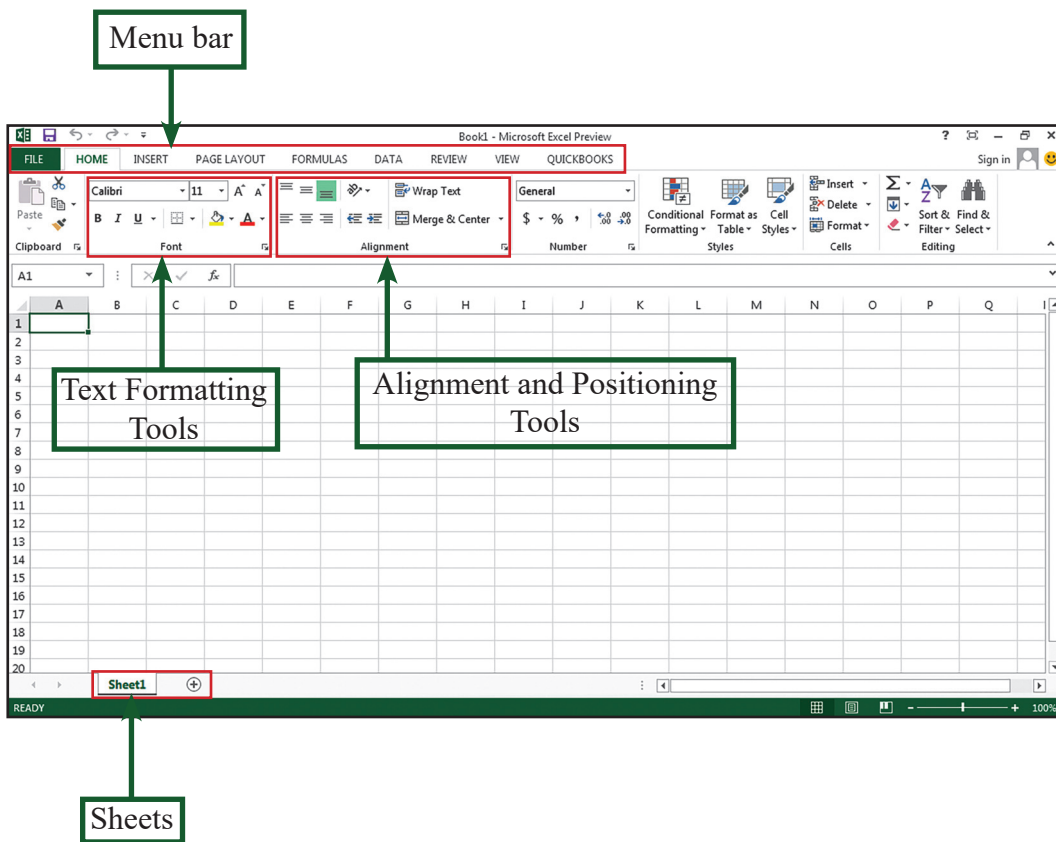 Menu bar
Book1 - Microsoft Excel Preview
?
FILE HOME INSERT PAGE LAYOUT FORMULAS DATA REVIEW VIEW QUICKBOOKS Sign in
Calibri 11 A A Wrap Text General
Paste B I U A Merge & Center $ % , .00 .00 Conditional Formatting Format as Table Cell Styles Insert Delete Format Σ A Z Sort & Filter Find & Select
Clipboard Font Alignment Number Styles Cells Editing
A1 fx
A B C D E F G H I J K L M N O P Q
1
2
3
4
5
6
7
8
9
10
11
12
13
14
15
16
17
18
19
20
Text Formatting
Tools
Alignment and Positioning
Tools
Sheet1
READY 100%
Sheets